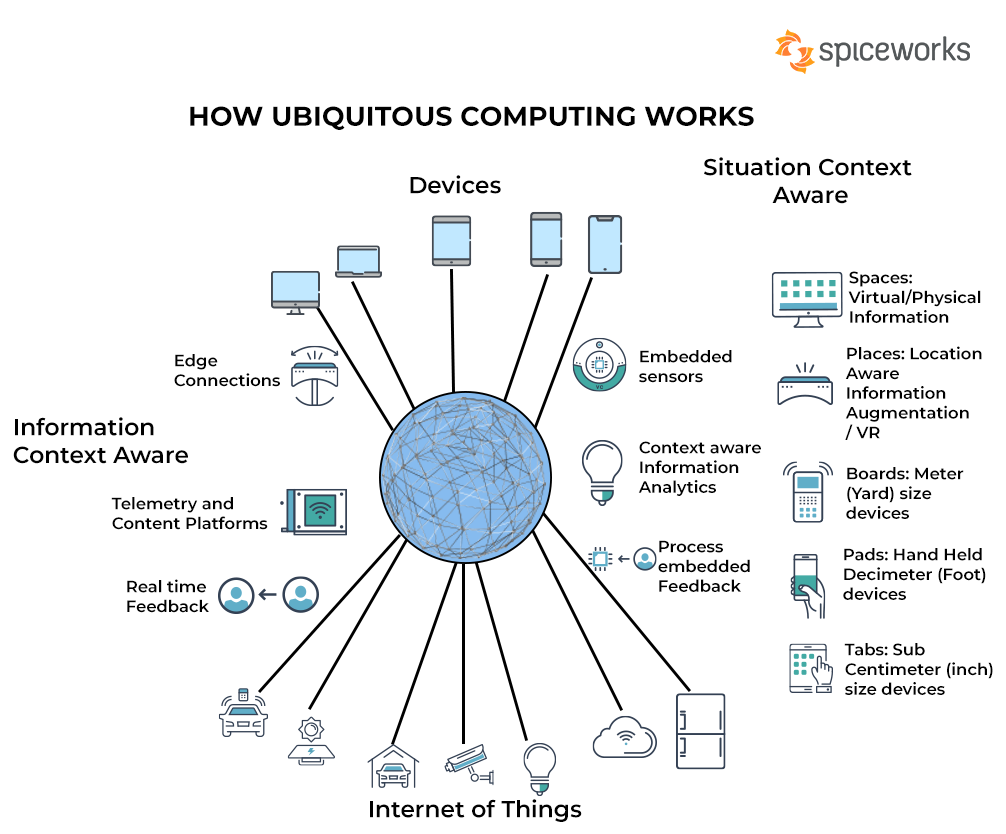 spiceworks
HOW UBIQUITOUS COMPUTING WORKS
Devices
Situation Context
Aware
Spaces:
Virtual/Physical
Information
Edge
Connections
Embedded
sensors
Places: Location
Aware
Information
Augmentation
/ VR
Information
Context Aware
Context aware
Information
Analytics
Boards: Meter
(Yard) size
devices
Telemetry and
Content Platforms
Process
embedded
Feedback
Pads: Hand Held
Decimeter (Foot)
devices
Real time
Feedback
Tabs: Sub
Centimeter (inch)
size devices
Internet of Things